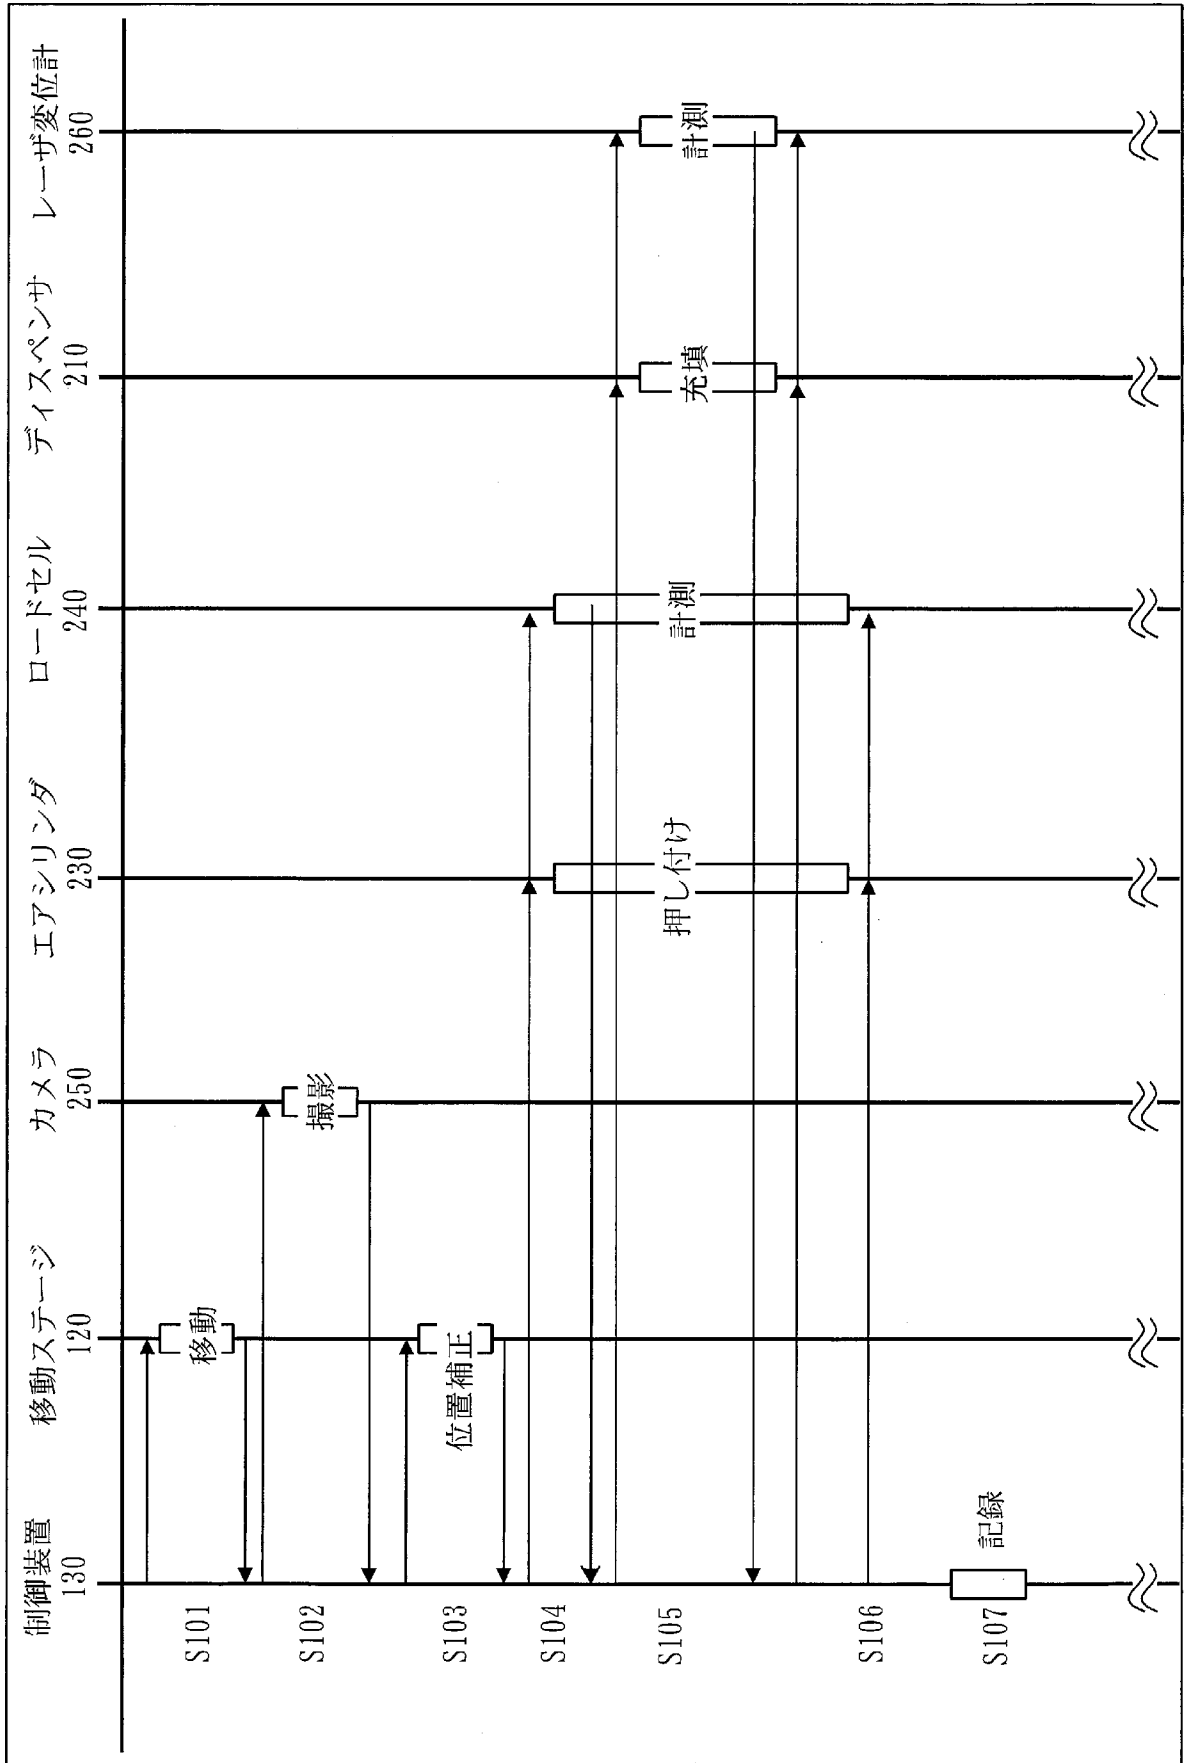 制御装置
130
移動ステージ
120
カメラ
250
エアシリンダ
230
ロードセル
240
ディスペンサ
210
レーザ変位計
260
S101
移動
S102
撮影
S103
位置補正
S104
S105
押し付け
計測
充填
計測
S106
S107
記録